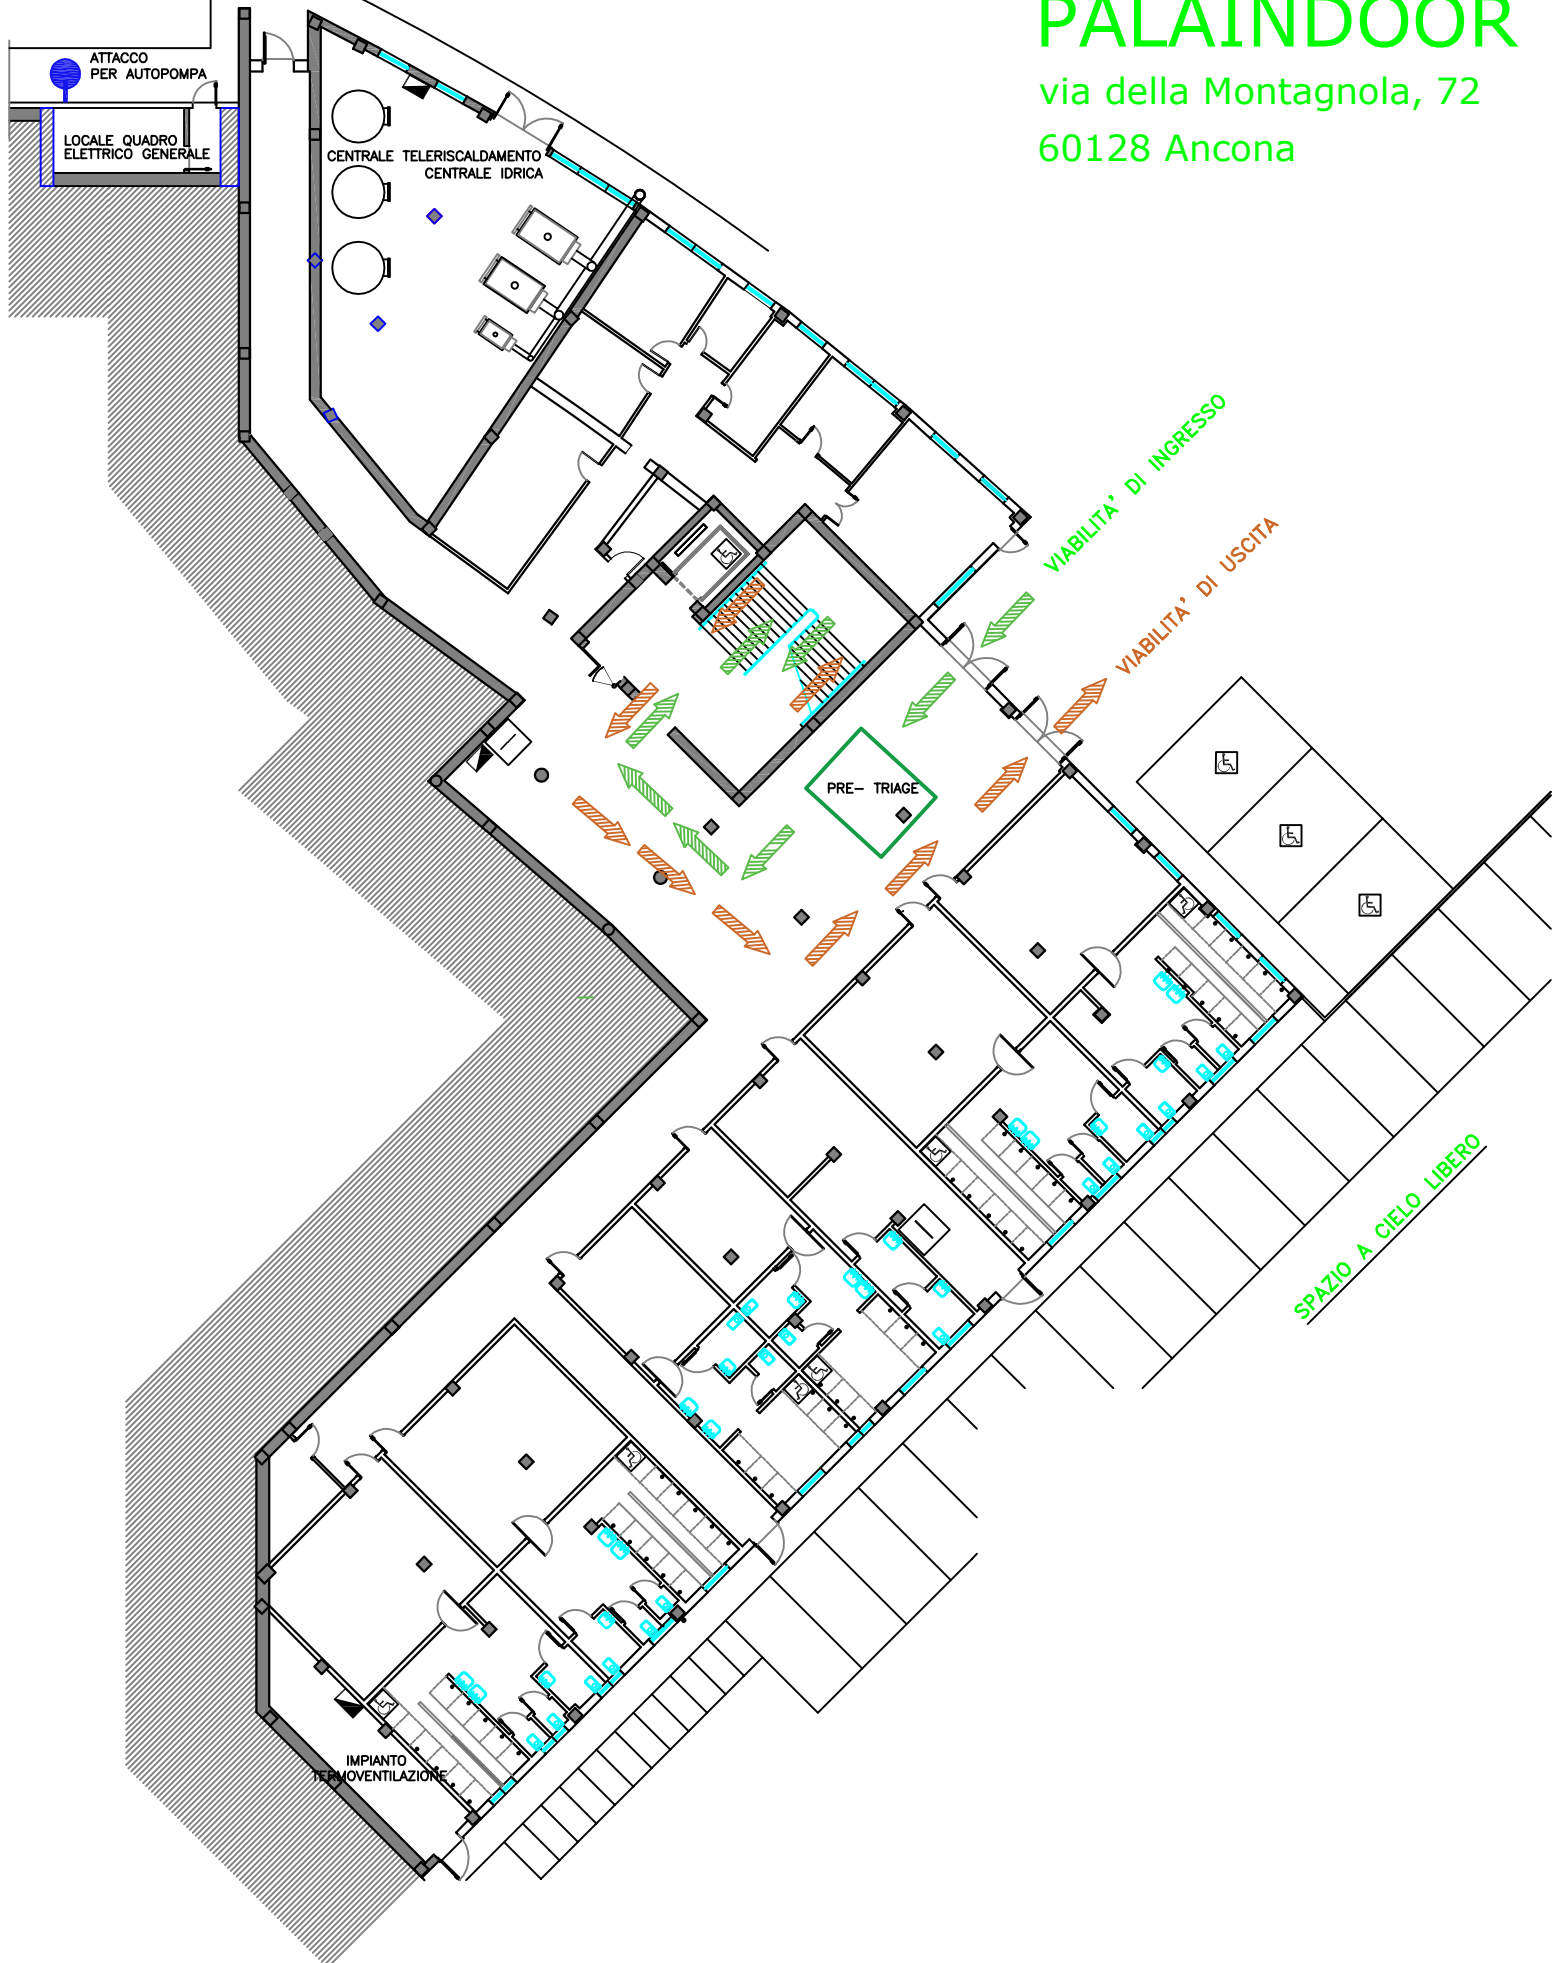 PALAINDOOR
via della Montagnola, 72
60128 Ancona
ATTACCO
PER AUTOPOMPA
LOCALE QUADRO
ELETTRICO GENERALE
CENTRALE TELERISCALDAMENTO
CENTRALE IDRICA
VIABILITA' DI INGRESSO
VIABILITA' DI USCITA
PRE- TRIAGE
SPAZIO A CIELO LIBERO
IMPIANTO
TERMOVENTILAZIONE